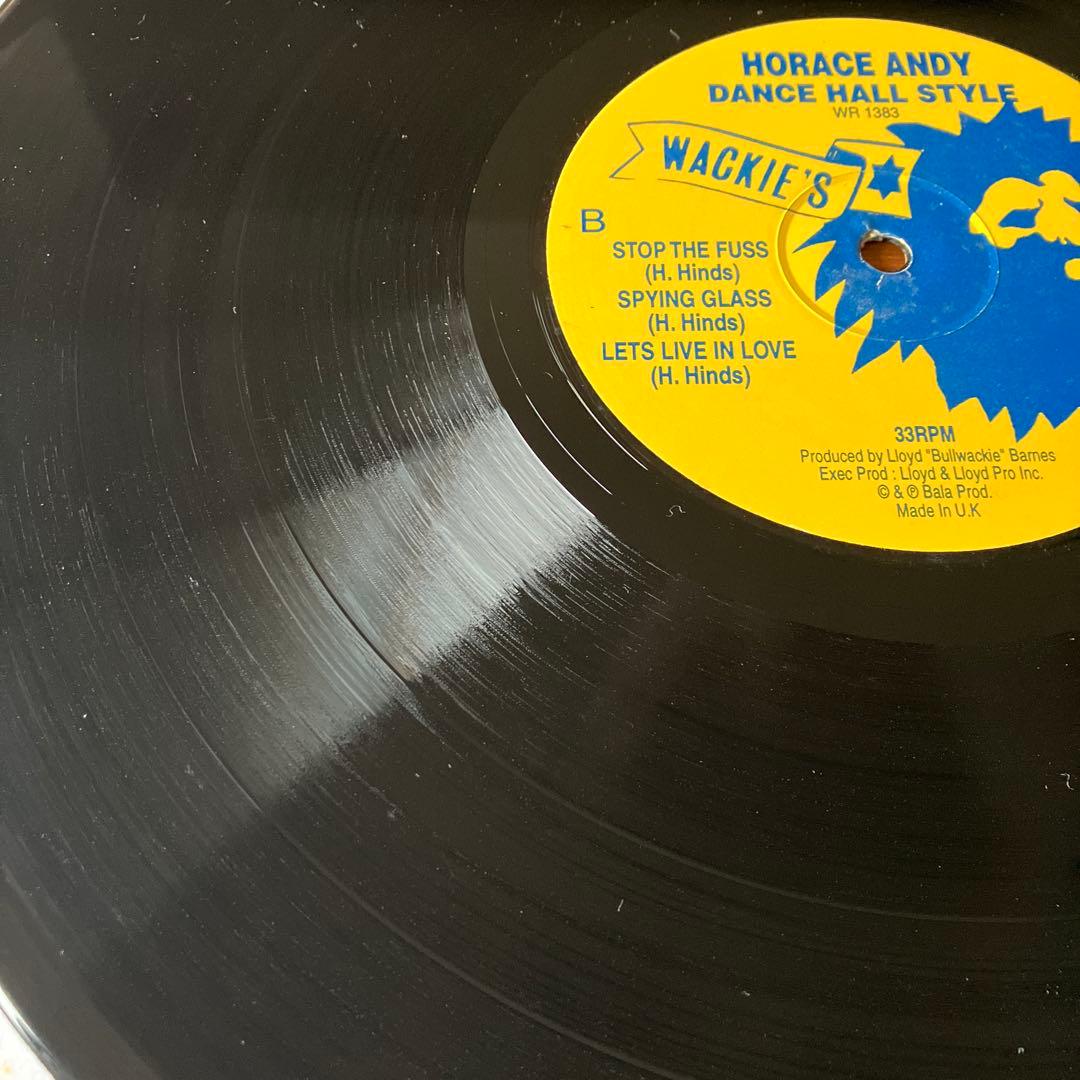 HORACE ANDY
DANCE HALL STYLE
WR 1383
WACKIE'S
B
STOP THE FUSS
(H. Hinds)
SPYING GLASS
(H. Hinds)
LETS LIVE IN LOVE
(H. Hinds)
33RPM
Produced by Lloyd "Bullwackie" Barnes
Exec Prod : Lloyd & Lloyd Pro Inc.
© & ℗ Bala Prod.
Made In U.K